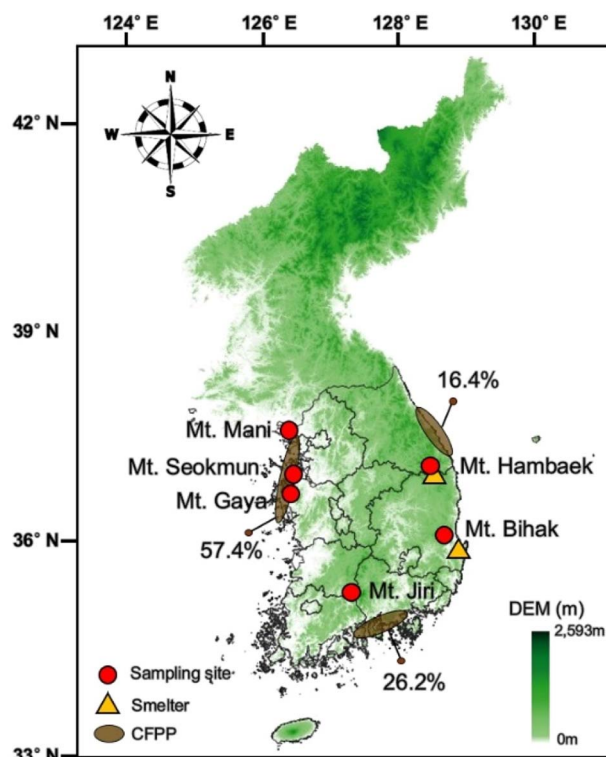 124° E
126° E
128° E
130° E
42° N
N
W
E
S
39° N
16.4%
Mt. Mani
Mt. Seokmun
Mt. Hambaek
Mt. Gaya
36° N
Mt. Bihak
57.4%
Mt. Jiri
DEM (m)
2,593m
Sampling site
26.2%
Smelter
CFPP
0m
33° N